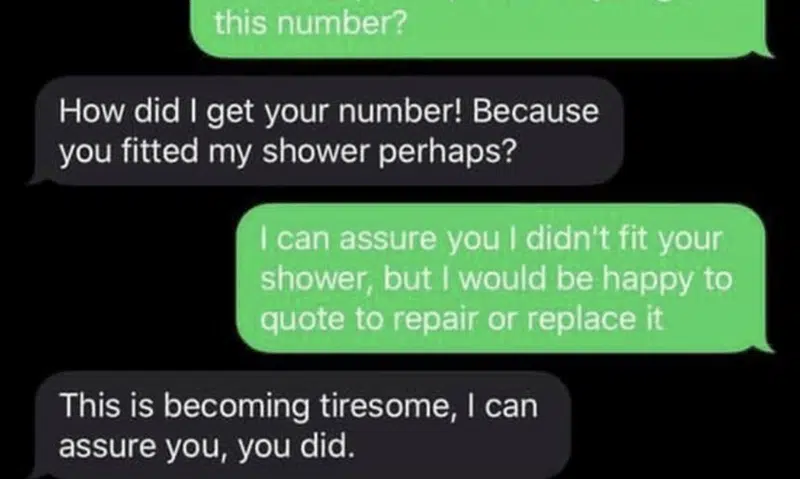 this number?
How did I get your number! Because
you fitted my shower perhaps?
I can assure you I didn't fit your
shower, but I would be happy to
quote to repair or replace it
This is becoming tiresome, I can
assure you, you did.